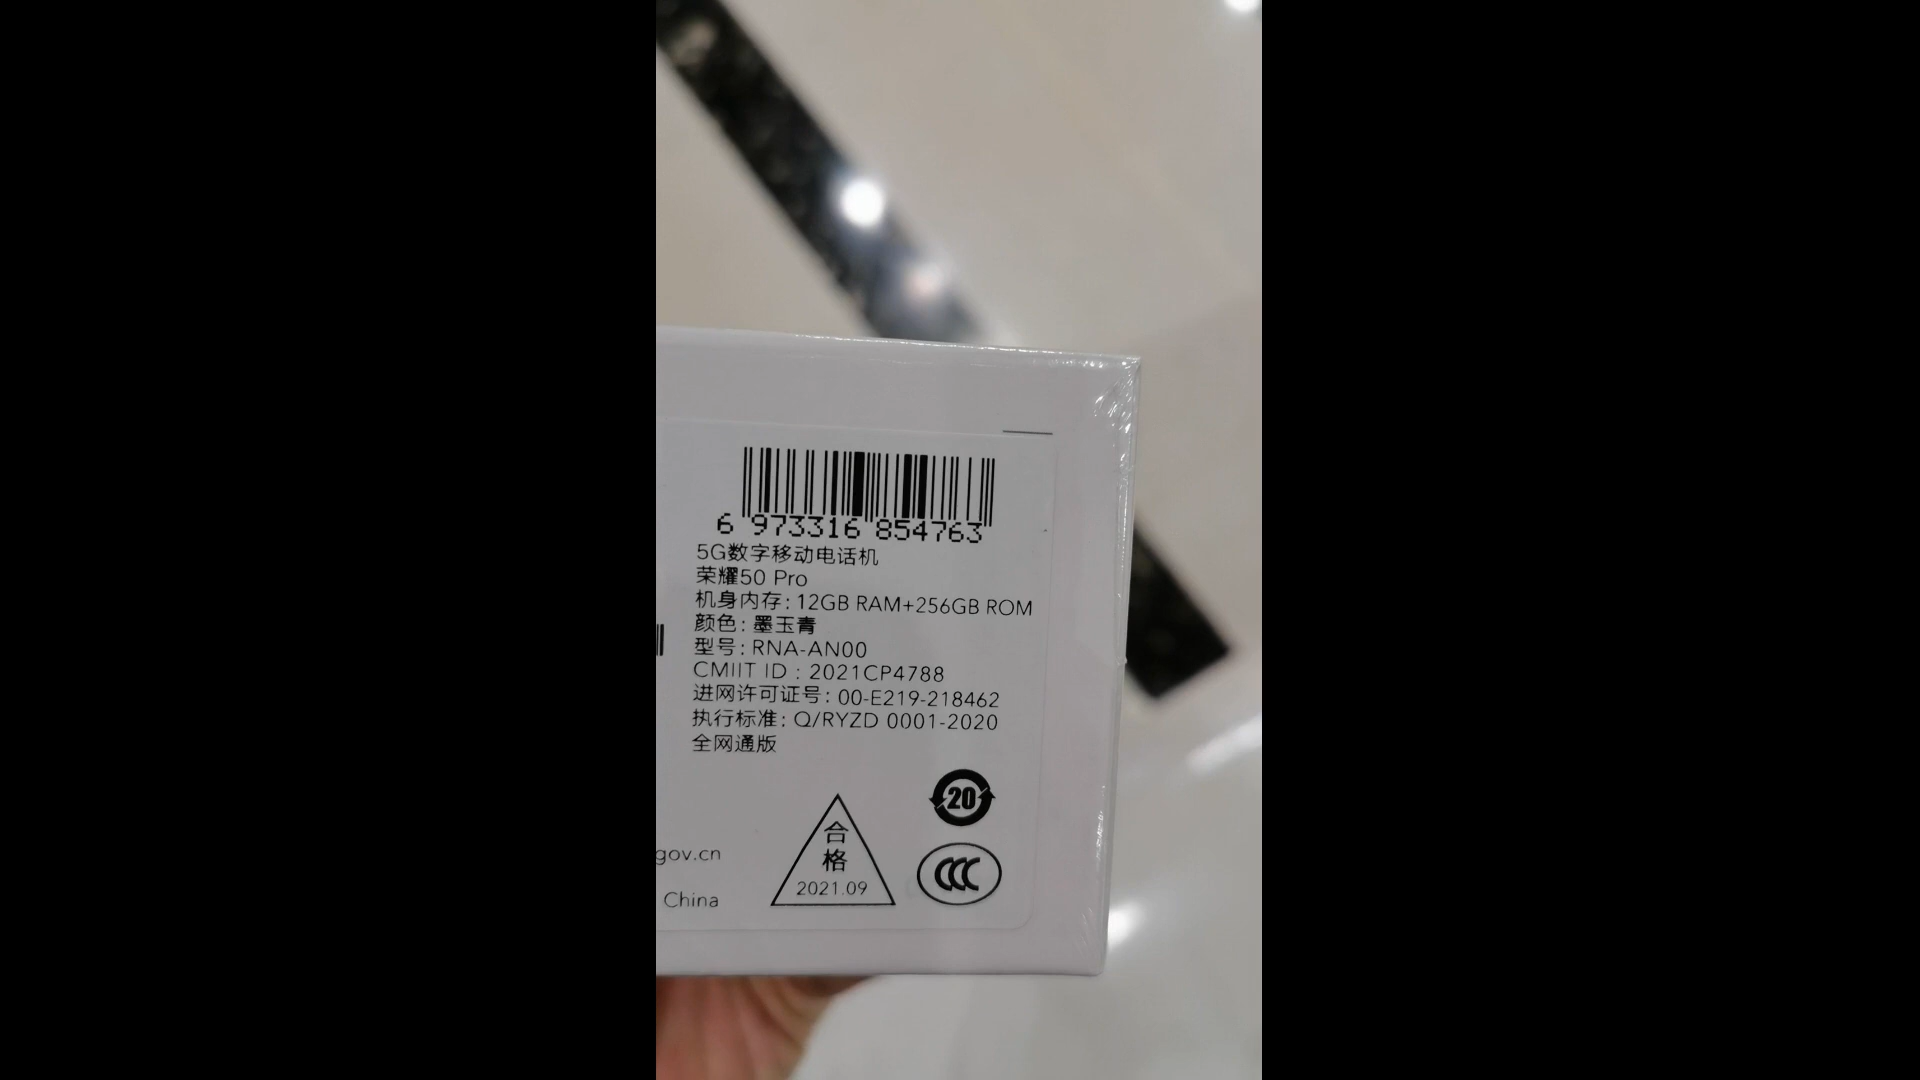 6 973316 854763
5G数字移动电话机
荣耀50 Pro
机身内存: 12GB RAM+256GB ROM
颜色: 墨玉青
型号: RNA-AN00
CMIIT ID : 2021CP4788
进网许可证号: 00-E219-218462
执行标准: Q/RYZD 0001-2020
全网通版
20
合
格
2021.09
CCC
gov.cn
China